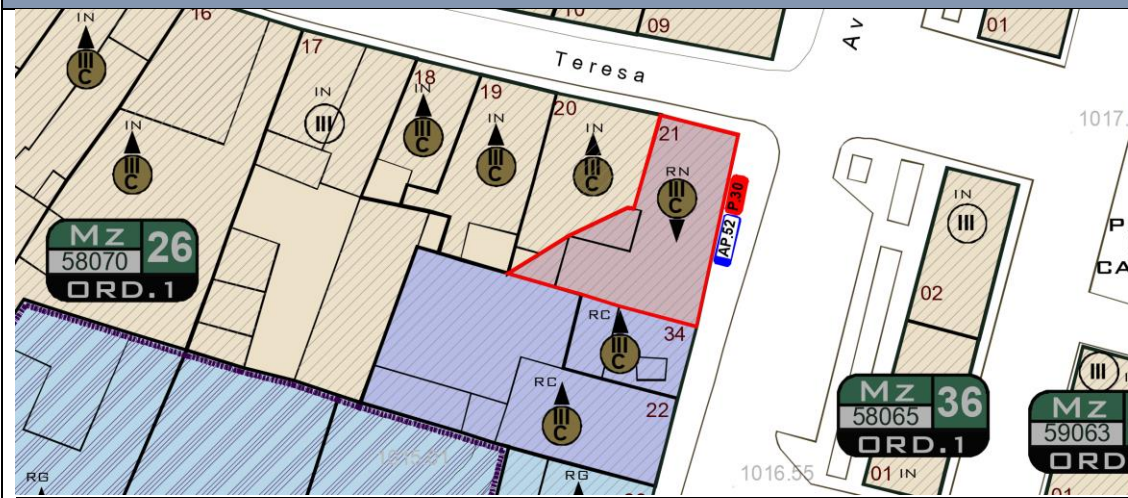 IN
16
10
09
01
Av
Teresa
17
IN
III
C
IN
III
18
IN
III
C
19
IN
III
C
20
IN
III
C
21
RN
III
C
1017.
IN
III
C
P.30
AP.52
IN
III
P
CA
Mz 26
58070
ORD.1
02
RC
III
C
34
III
RC
III
C
22
Mz 36
58065
ORD.1
Mz
59063
ORD
1016.55
01 IN
RG
RG
01